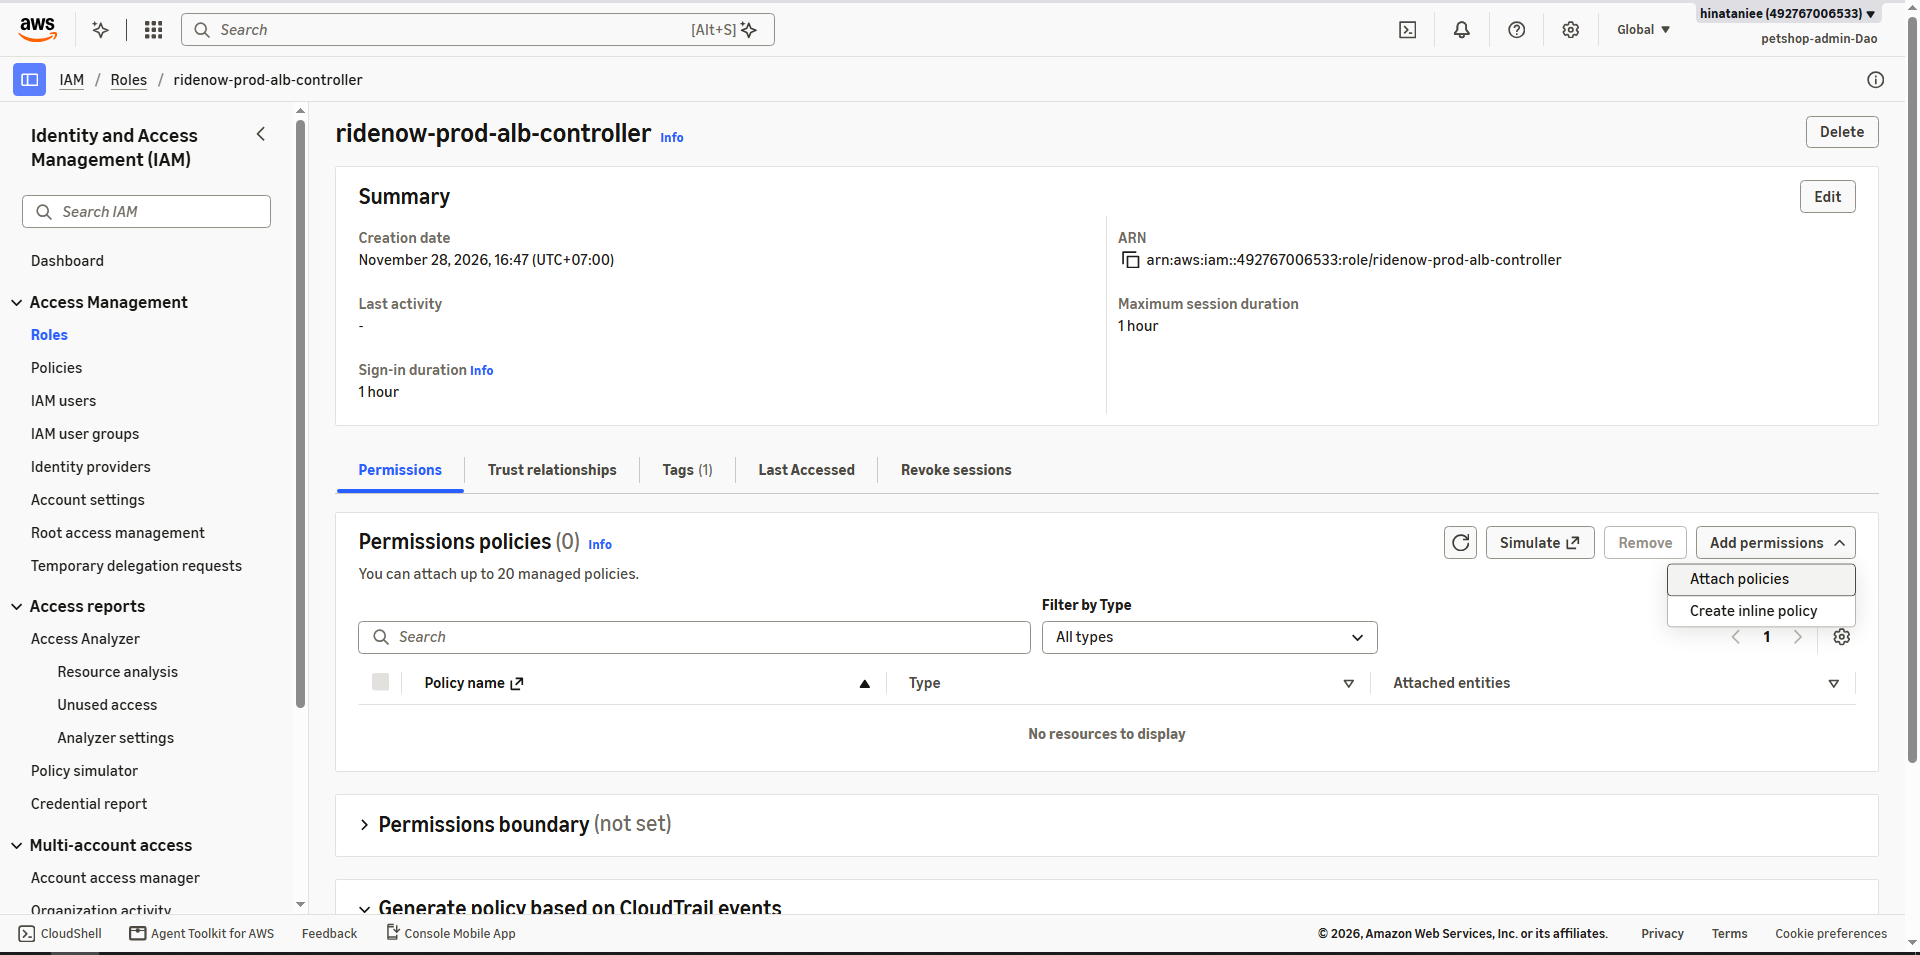 aws
Search
[Alt+S]
Global
hinataniee (492767006533)
petshop-admin-Dao
IAM / Roles / ridenow-prod-alb-controller
Identity and Access
Management (IAM)
Search IAM
Dashboard
Access Management
Roles
Policies
IAM users
IAM user groups
Identity providers
Account settings
Root access management
Temporary delegation requests
Access reports
Access Analyzer
Resource analysis
Unused access
Analyzer settings
Policy simulator
Credential report
Multi-account access
Account access manager
Organization activity
ridenow-prod-alb-controller Info
Delete
Summary
Edit
Creation date
November 28, 2026, 16:47 (UTC+07:00)
ARN
arn:aws:iam::492767006533:role/ridenow-prod-alb-controller
Last activity
-
Maximum session duration
1 hour
Sign-in duration Info
1 hour
Permissions
Trust relationships
Tags (1)
Last Accessed
Revoke sessions
Permissions policies (0) Info
You can attach up to 20 managed policies.
Simulate
Remove
Add permissions
Attach policies
Create inline policy
Filter by Type
Search
All types
1
Policy name
Type
Attached entities
No resources to display
Permissions boundary (not set)
Generate policy based on CloudTrail events
CloudShell
Agent Toolkit for AWS
Feedback
Console Mobile App
© 2026, Amazon Web Services, Inc. or its affiliates.
Privacy
Terms
Cookie preferences